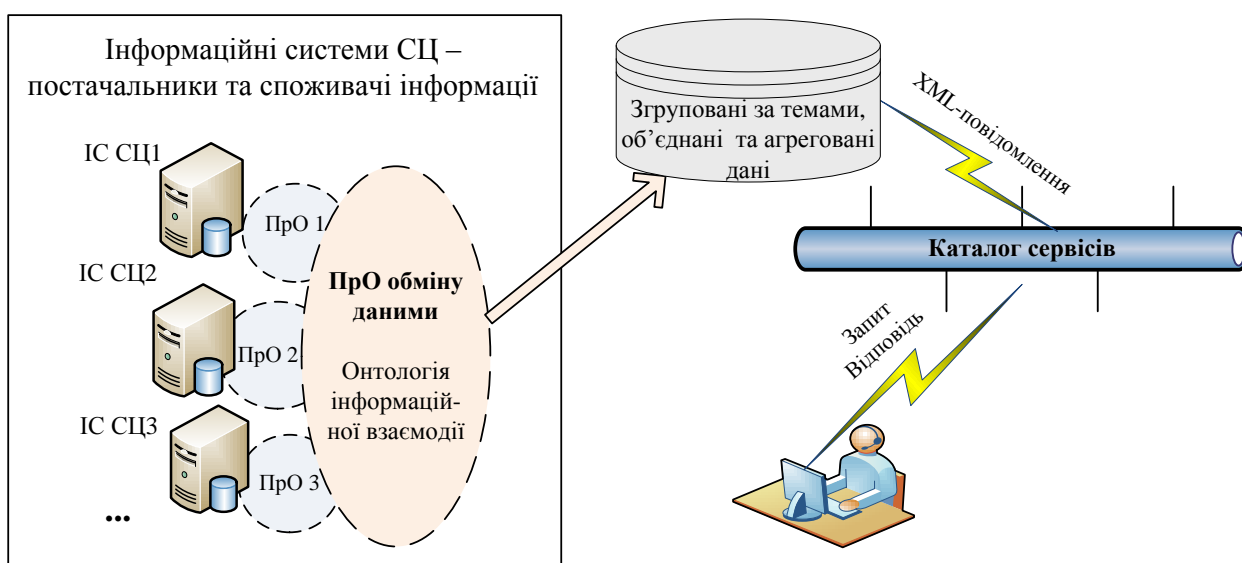 Інформаційні системи СЦ –
постачальники та споживачі інформації
ІС СЦ1
ПрО 1
ІС СЦ2
ПрО 2
ІС СЦ3
ПрО 3
...
ПрО обміну
даними
Онтологія
інформацій-
ної взаємодії
Згруповані за темами,
об’єднані та агреговані
дані
XML-повідомлення
Каталог сервісів
Запит
Відповідь